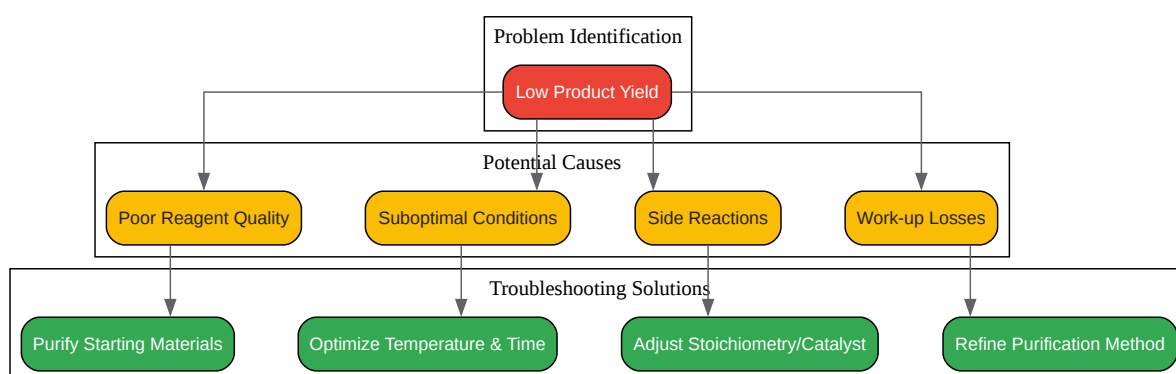 Problem Identification
Low Product Yield
Potential Causes
Poor Reagent Quality
Suboptimal Conditions
Side Reactions
Work-up Losses
Troubleshooting Solutions
Purify Starting Materials
Optimize Temperature & Time
Adjust Stoichiometry/Catalyst
Refine Purification Method